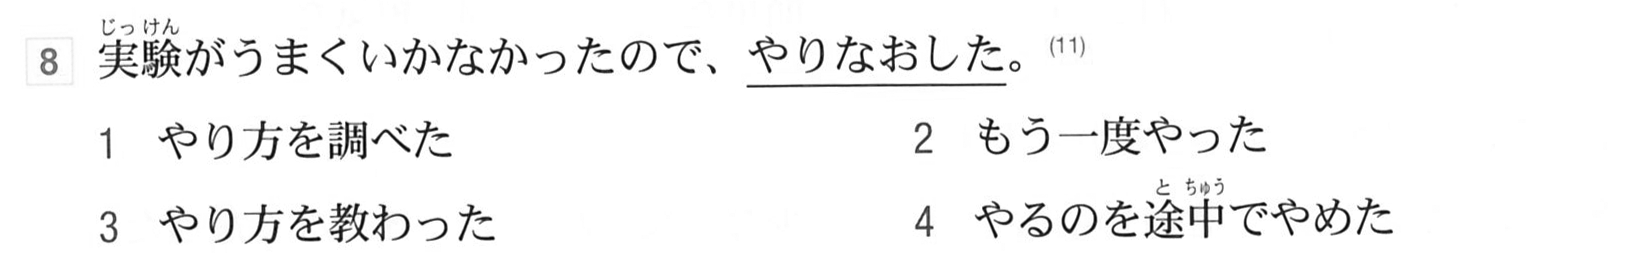 8 実験がうまくいかなかったので、やりなおした。(11)
じっけん
1 やり方を調べた 2 もう一度やった
3 やり方を教わった 4 やるのを途中でやめた
とちゅう